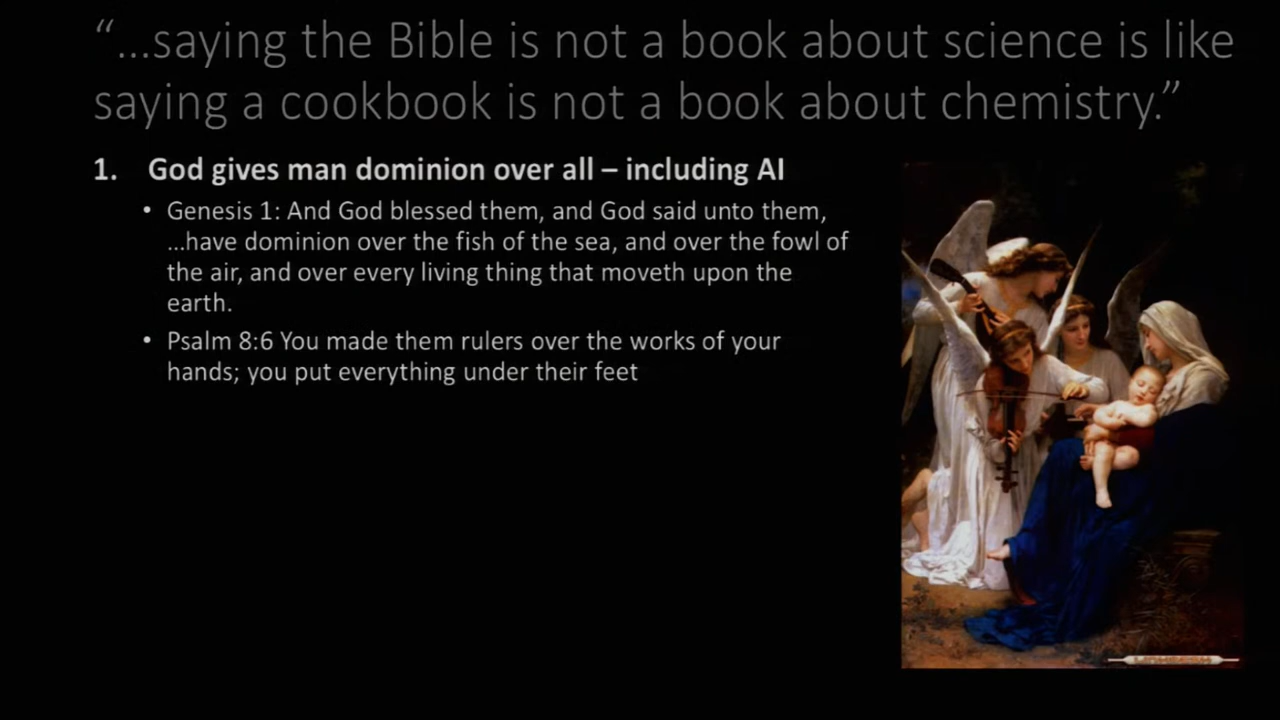 “...saying the Bible is not a book about science is like
saying a cookbook is not a book about chemistry.”
1. God gives man dominion over all – including AI
• Genesis 1: And God blessed them, and God said unto them,
...have dominion over the fish of the sea, and over the fowl of
the air, and over every living thing that moveth upon the
earth.
• Psalm 8:6 You made them rulers over the works of your
hands; you put everything under their feet